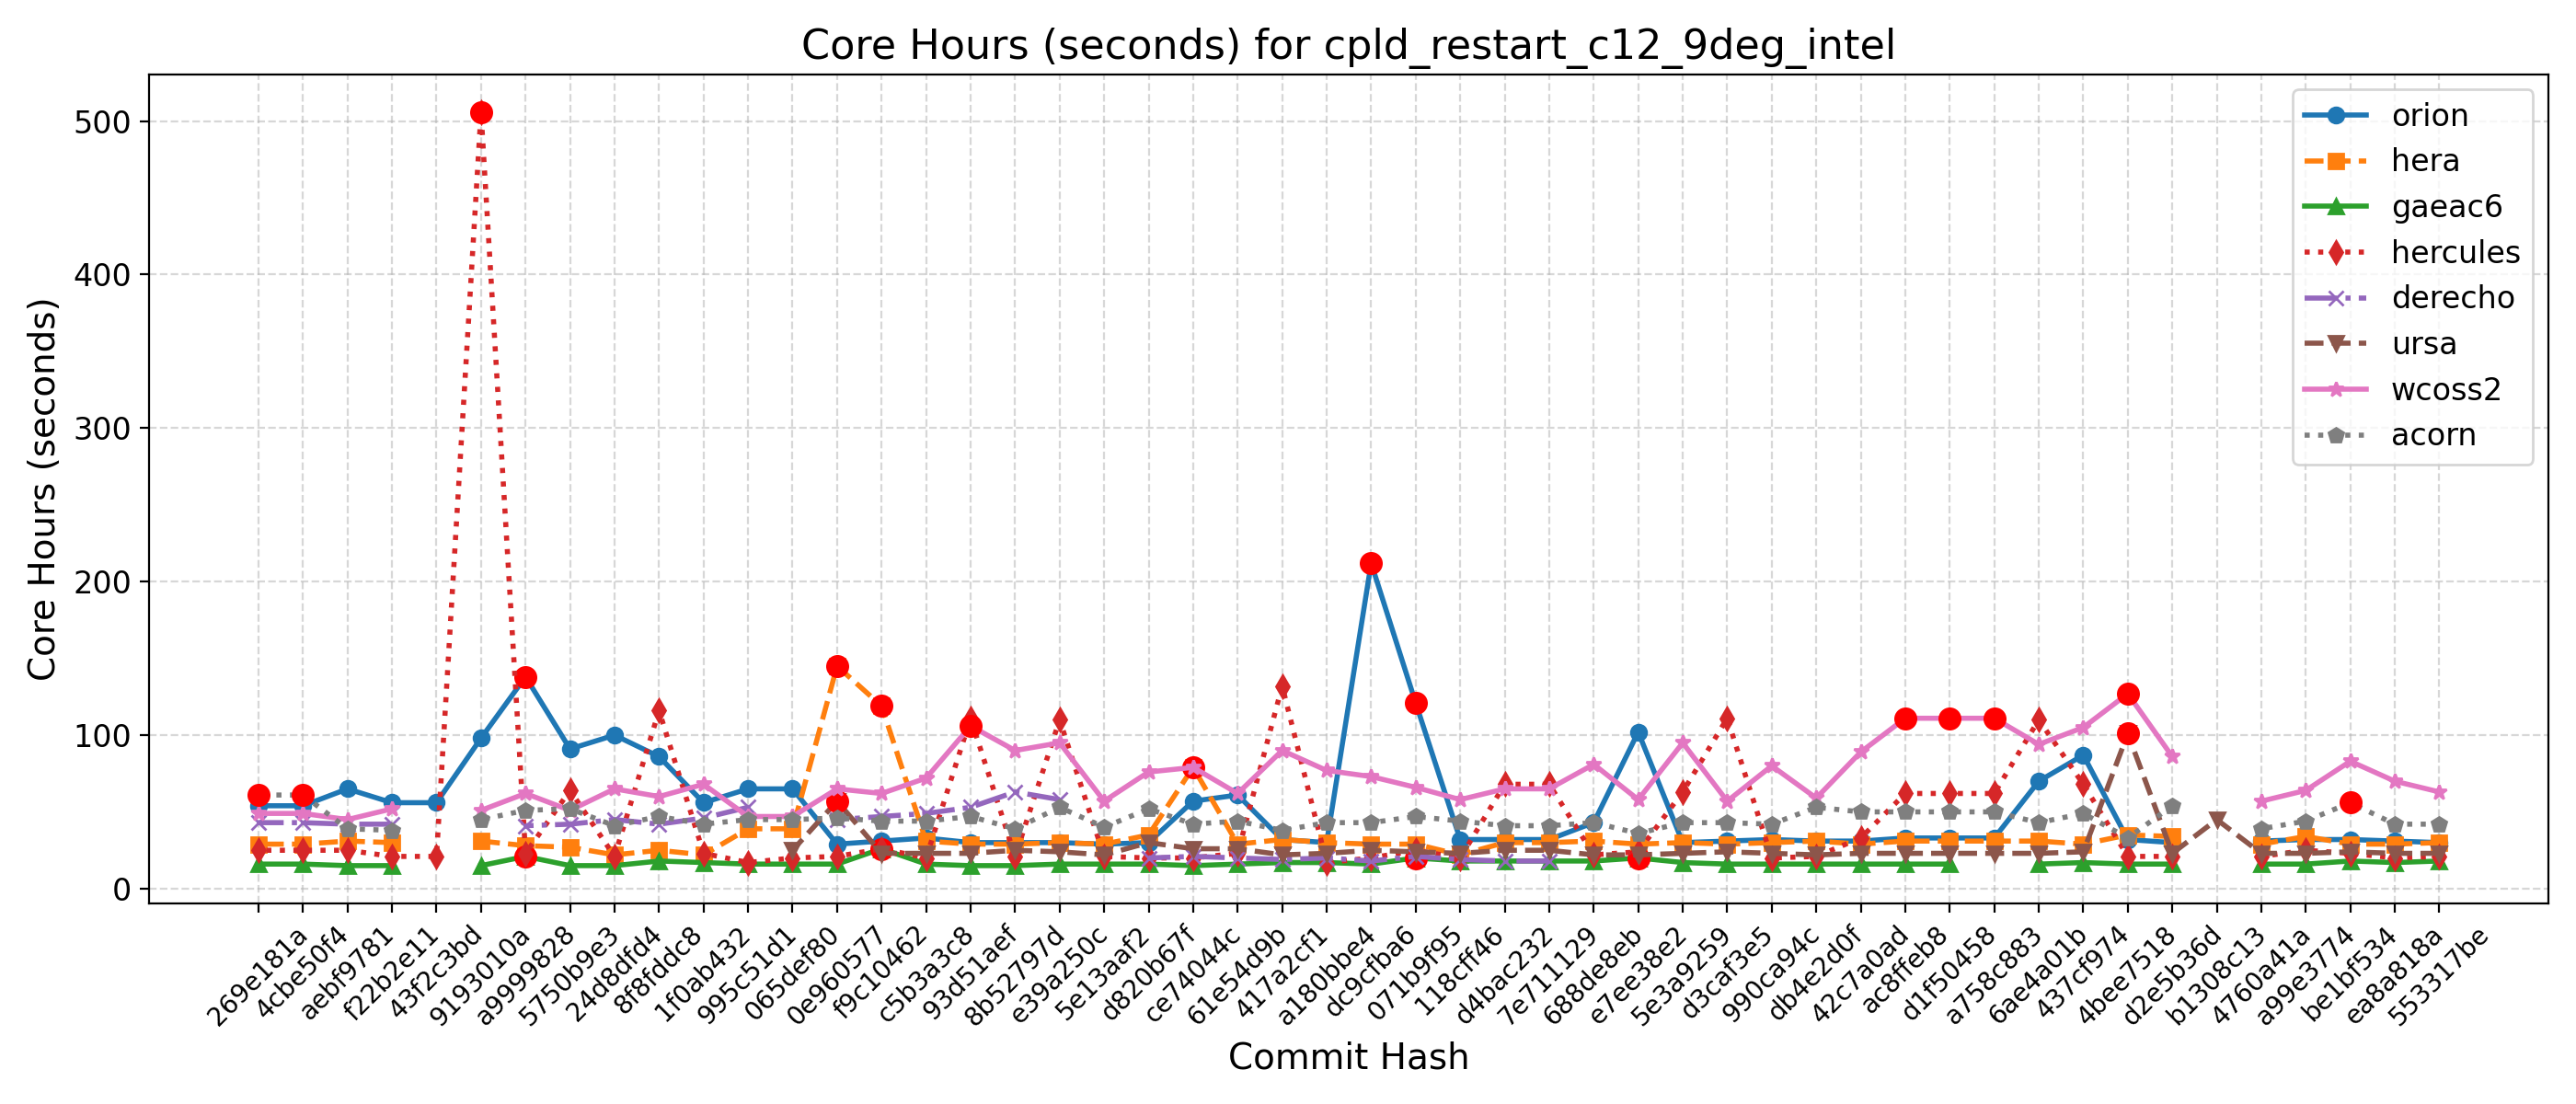 Core Hours (seconds) for cpld_restart_c12_9deg_intel
Core Hours (seconds)
500
400
300
200
100
0
orion
hera
gaeac6
hercules
derecho
ursa
wcoss2
acorn
269e181a
4cbe50f4
aebf9781
f22b2e11
43f2c3bd
9193010a
a9999828
5750b9e3
24d8dfd4
8f8fddc8
1f0ab432
995c51d1
065def80
0e960577
f9c10462
c5b3a3c8
93d51aef
8b52797d
e39a250c
5e13aaf2
d820b67f
ce74044c
61e54d9b
417a2cf1
a180bbe4
dc9cfba6
071b9f95
118cff46
d4bac232
7e711129
688de8eb
e7ee38e2
5e3a9259
d3caf3e5
990ca94c
db4e2d0f
42c7a0ad
ac8ffeb8
d1f50458
a758c883
6ae4a01b
437cf974
4bee7518
d2e5b36d
b1308c13
4760a41a
a99e3774
be1bf534
ea8a818a
553317be
Commit Hash